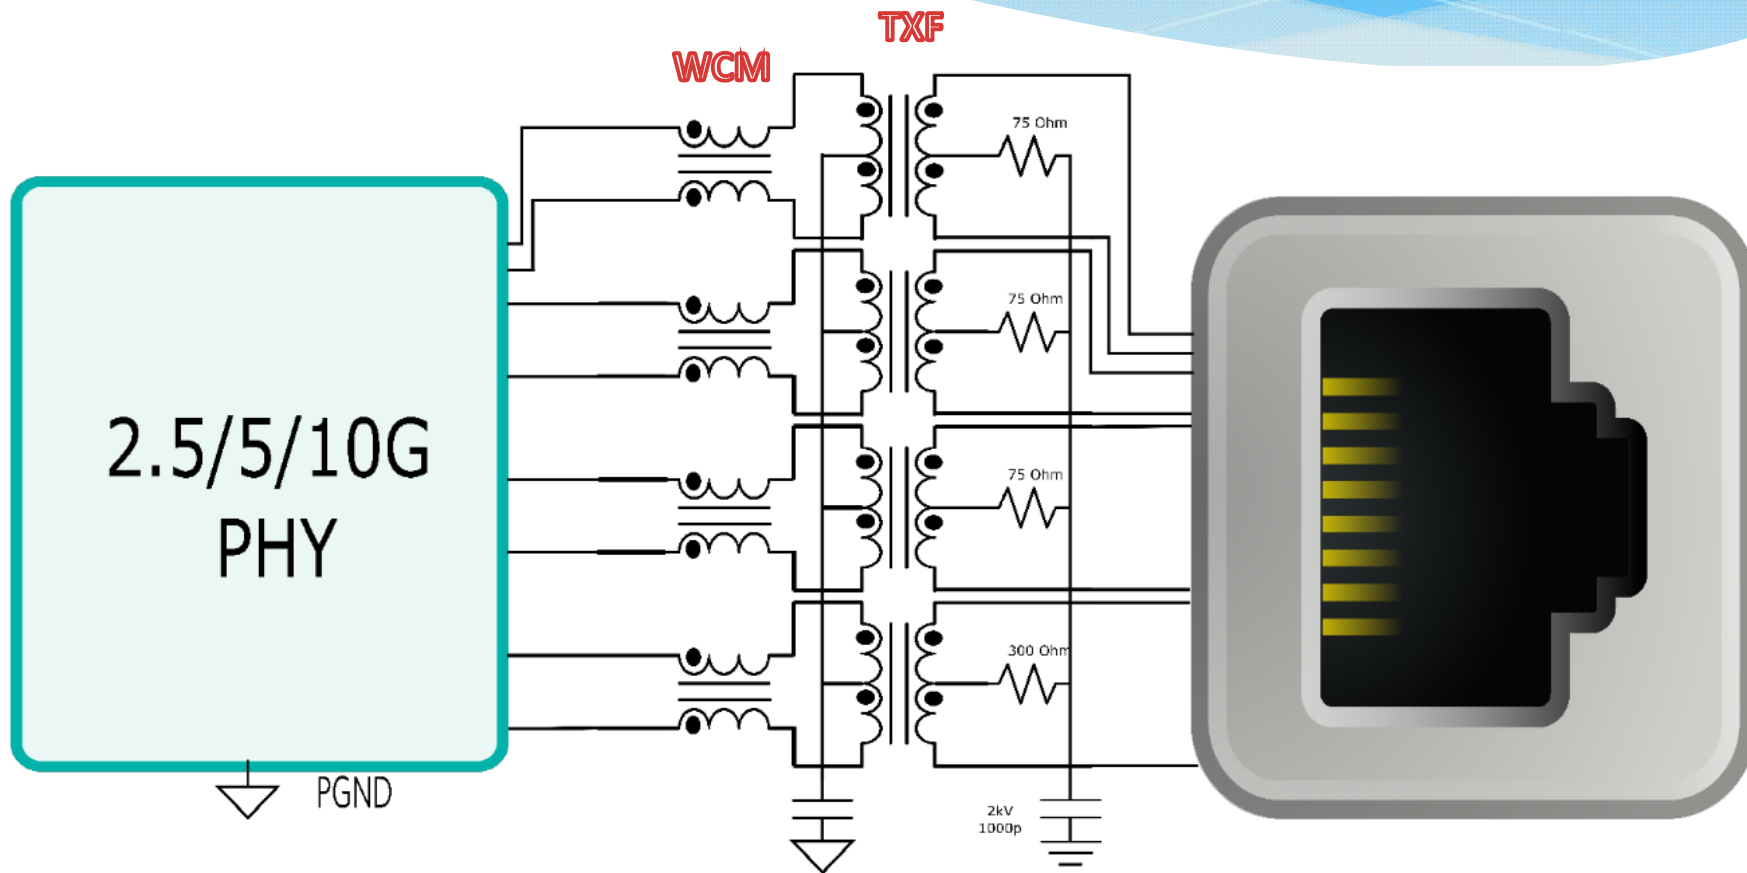 TXF
WCM
75 Ohm
75 Ohm
2.5/5/10G
PHY
75 Ohm
300 Ohm
PGND
2kV
1000p